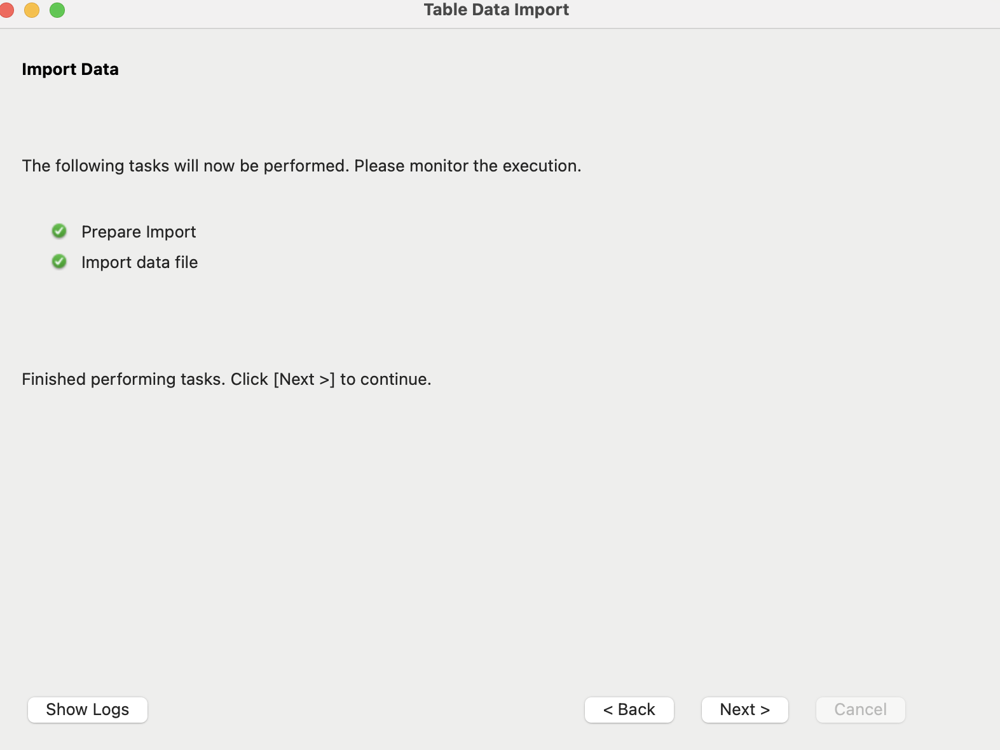 Table Data Import
Import Data
The following tasks will now be performed. Please monitor the execution.
Prepare Import
Import data file
Finished performing tasks. Click [Next >] to continue.
Show Logs
< Back
Next >
Cancel